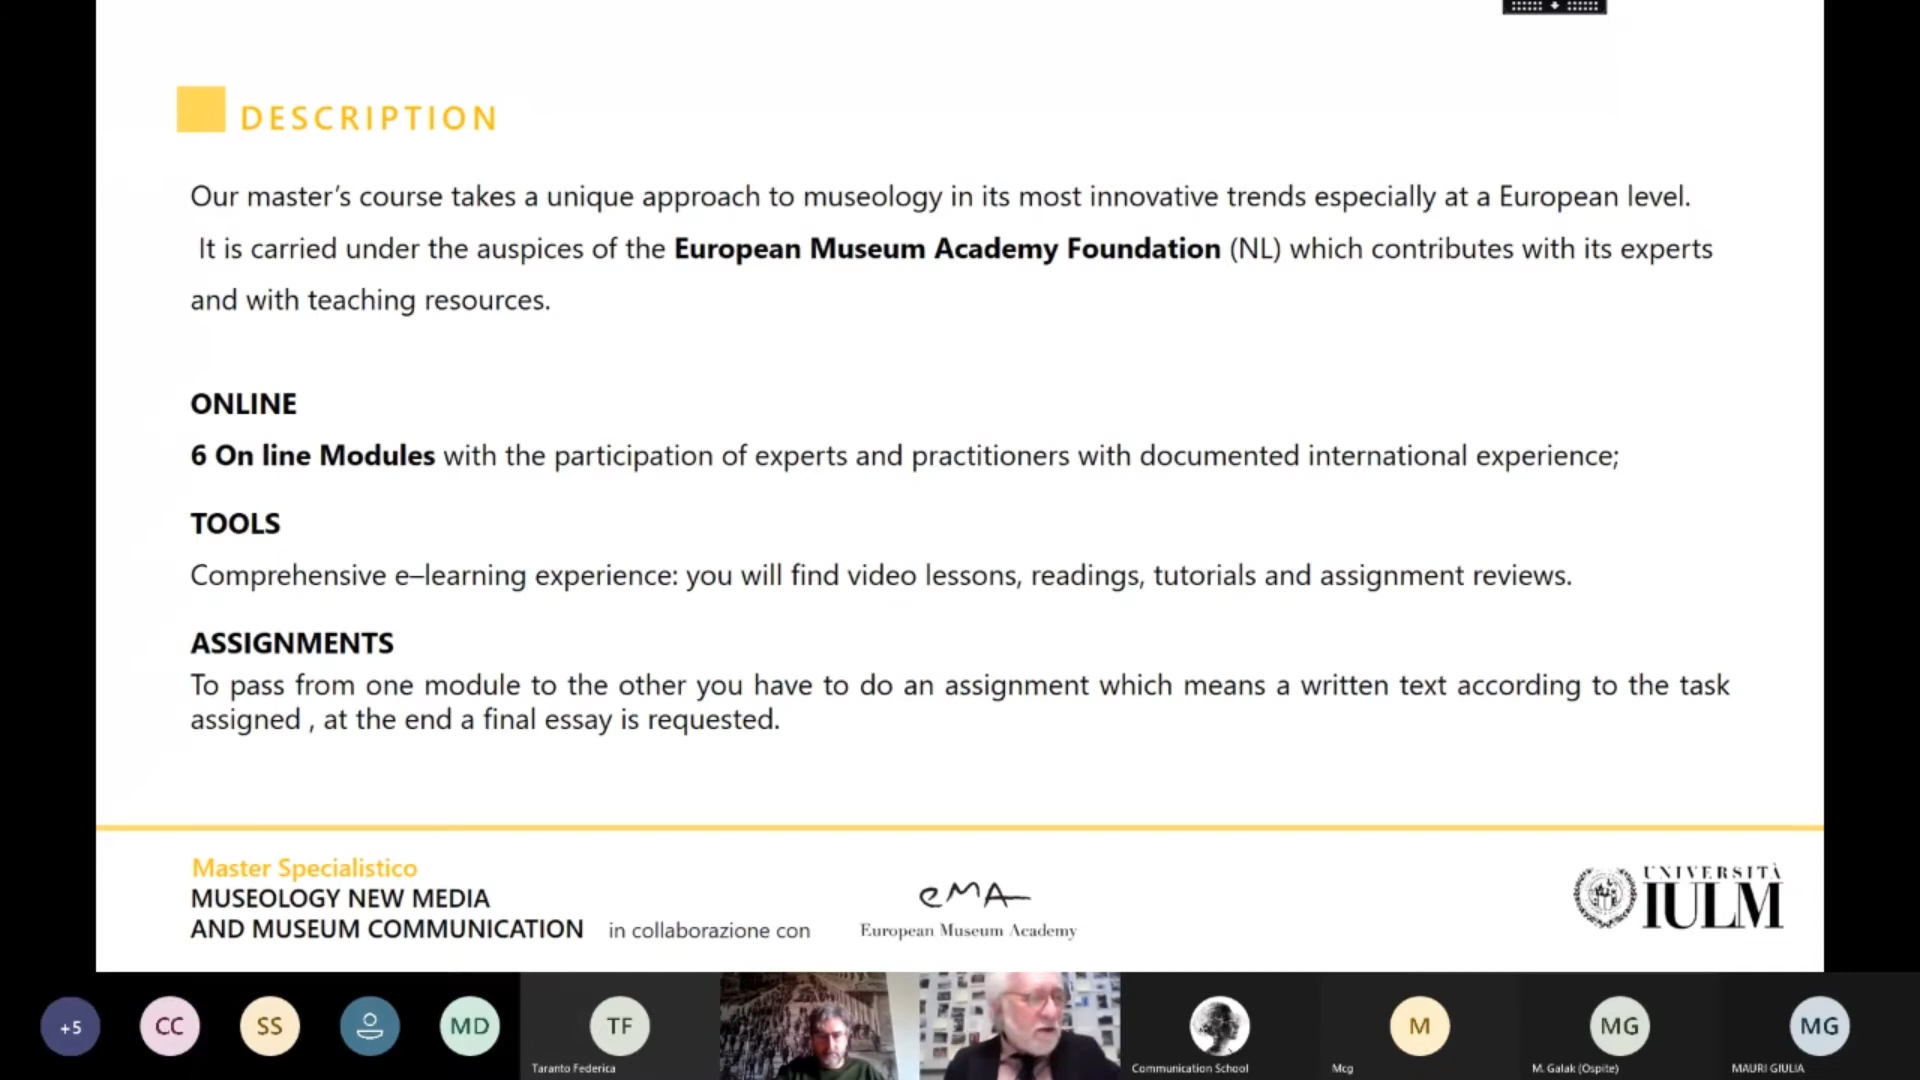 DESCRIPTION
Our master’s course takes a unique approach to museology in its most innovative trends especially at a European level.
It is carried under the auspices of the European Museum Academy Foundation (NL) which contributes with its experts
and with teaching resources.
ONLINE
6 On line Modules with the participation of experts and practitioners with documented international experience;
TOOLS
Comprehensive e–learning experience: you will find video lessons, readings, tutorials and assignment reviews.
ASSIGNMENTS
To pass from one module to the other you have to do an assignment which means a written text according to the task
assigned , at the end a final essay is requested.
Master Specialistico
MUSEOLOGY NEW MEDIA
AND MUSEUM COMMUNICATION
in collaborazione con
eMA
European Museum Academy
UNIVERSITÀ
IULM
+5
CC
SS
MD
TF
Taranto Federica
Communication School
M
Mcg
MG
M. Galak (Ospite)
MG
MAURI GIULIA